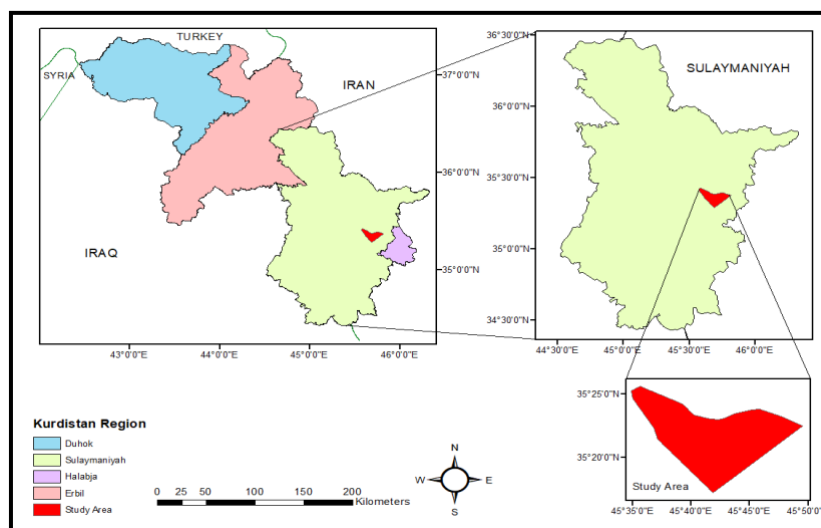 TURKEY
SYRIA
IRAN
IRAQ
37°0'0"N
36°0'0"N
35°0'0"N
43°0'0"E 44°0'0"E 45°0'0"E 46°0'0"E
SULAYMANIYAH
36°30'0"N
36°0'0"N
35°30'0"N
35°0'0"N
34°30'0"N
44°30'0"E 45°0'0"E 45°30'0"E 46°0'0"E
Kurdistan Region
Duhok
Sulaymaniyah
Halabja
Erbil
Study Area
0 25 50 100 150 200
Kilometers
N
W E
S
35°25'0"N
35°20'0"N
Study Area
45°35'0"E 45°40'0"E 45°45'0"E 45°50'0"E